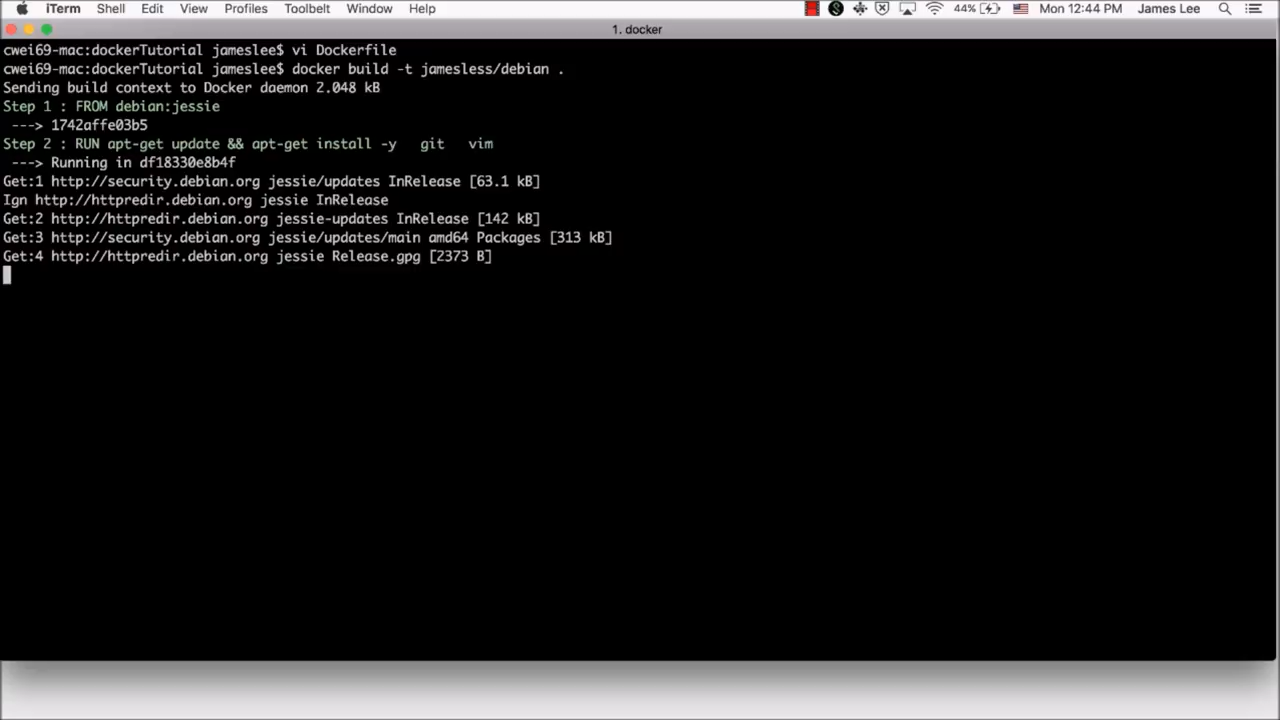 iTerm Shell Edit View Profiles Toolbelt Window Help 44% Mon 12:44 PM James Lee
1. docker
cwei69-mac:dockerTutorial jameslee$ vi Dockerfile
cwei69-mac:dockerTutorial jameslee$ docker build -t jamesless/debian .
Sending build context to Docker daemon 2.048 kB
Step 1 : FROM debian:jessie
---> 1742affe03b5
Step 2 : RUN apt-get update && apt-get install -y git vim
---> Running in df18330e8b4f
Get:1 http://security.debian.org jessie/updates InRelease [63.1 kB]
Ign http://httpredir.debian.org jessie InRelease
Get:2 http://httpredir.debian.org jessie-updates InRelease [142 kB]
Get:3 http://security.debian.org jessie/updates/main amd64 Packages [313 kB]
Get:4 http://httpredir.debian.org jessie Release.gpg [2373 B]